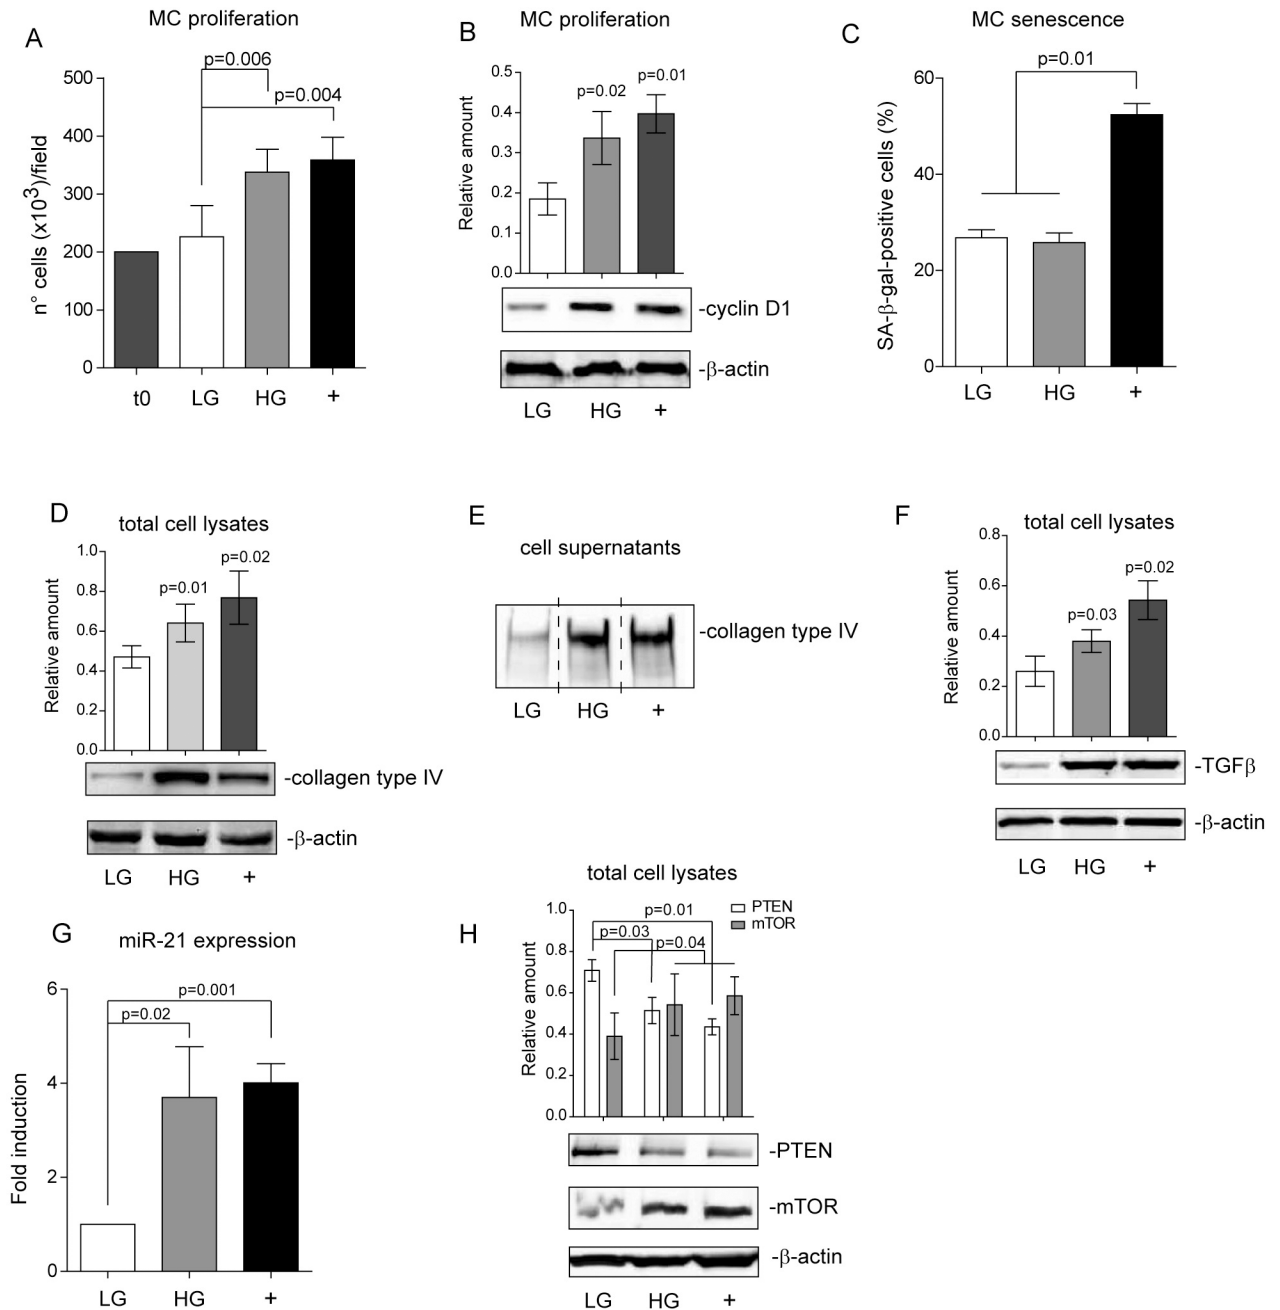 A
MC proliferation
p=0.006
p=0.004
n° cells (x10³)/field
500
400
300
200
100
0
t0 LG HG +
B
MC proliferation
p=0.02
p=0.01
Relative amount
0.5
0.4
0.3
0.2
0.1
0.0
-cyclin D1
-β-actin
LG HG +
C
MC senescence
p=0.01
SA-β-gal-positive cells (%)
60
40
20
0
LG HG +
D
total cell lysates
p=0.01
p=0.02
Relative amount
1.0
0.8
0.6
0.4
0.2
0.0
-collagen type IV
-β-actin
LG HG +
E
cell supernatants
-collagen type IV
LG HG +
F
total cell lysates
p=0.03
p=0.02
Relative amount
0.8
0.6
0.4
0.2
0.0
-TGFβ
-β-actin
LG HG +
G
miR-21 expression
p=0.001
p=0.02
Fold induction
6
4
2
0
LG HG +
H
total cell lysates
PTEN
mTOR
p=0.01
p=0.03
p=0.04
Relative amount
1.0
0.8
0.6
0.4
0.2
0.0
-PTEN
-mTOR
-β-actin
LG HG +